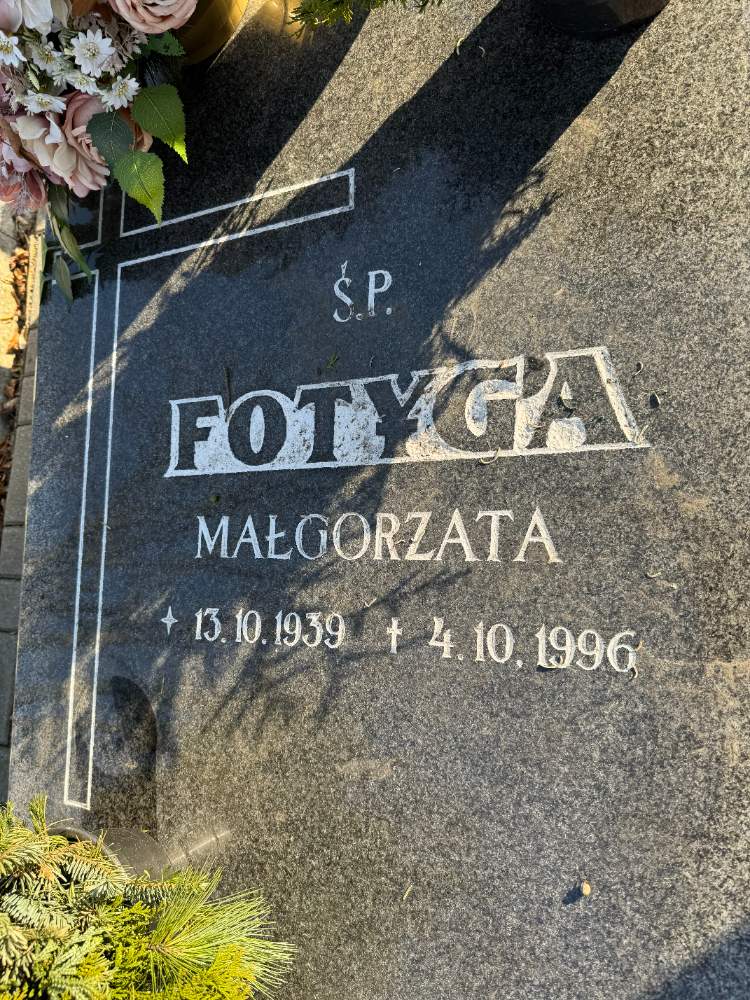 Ś.P.
FOTYGA
MAŁGORZATA
13.10.1939 † 4.10.1996